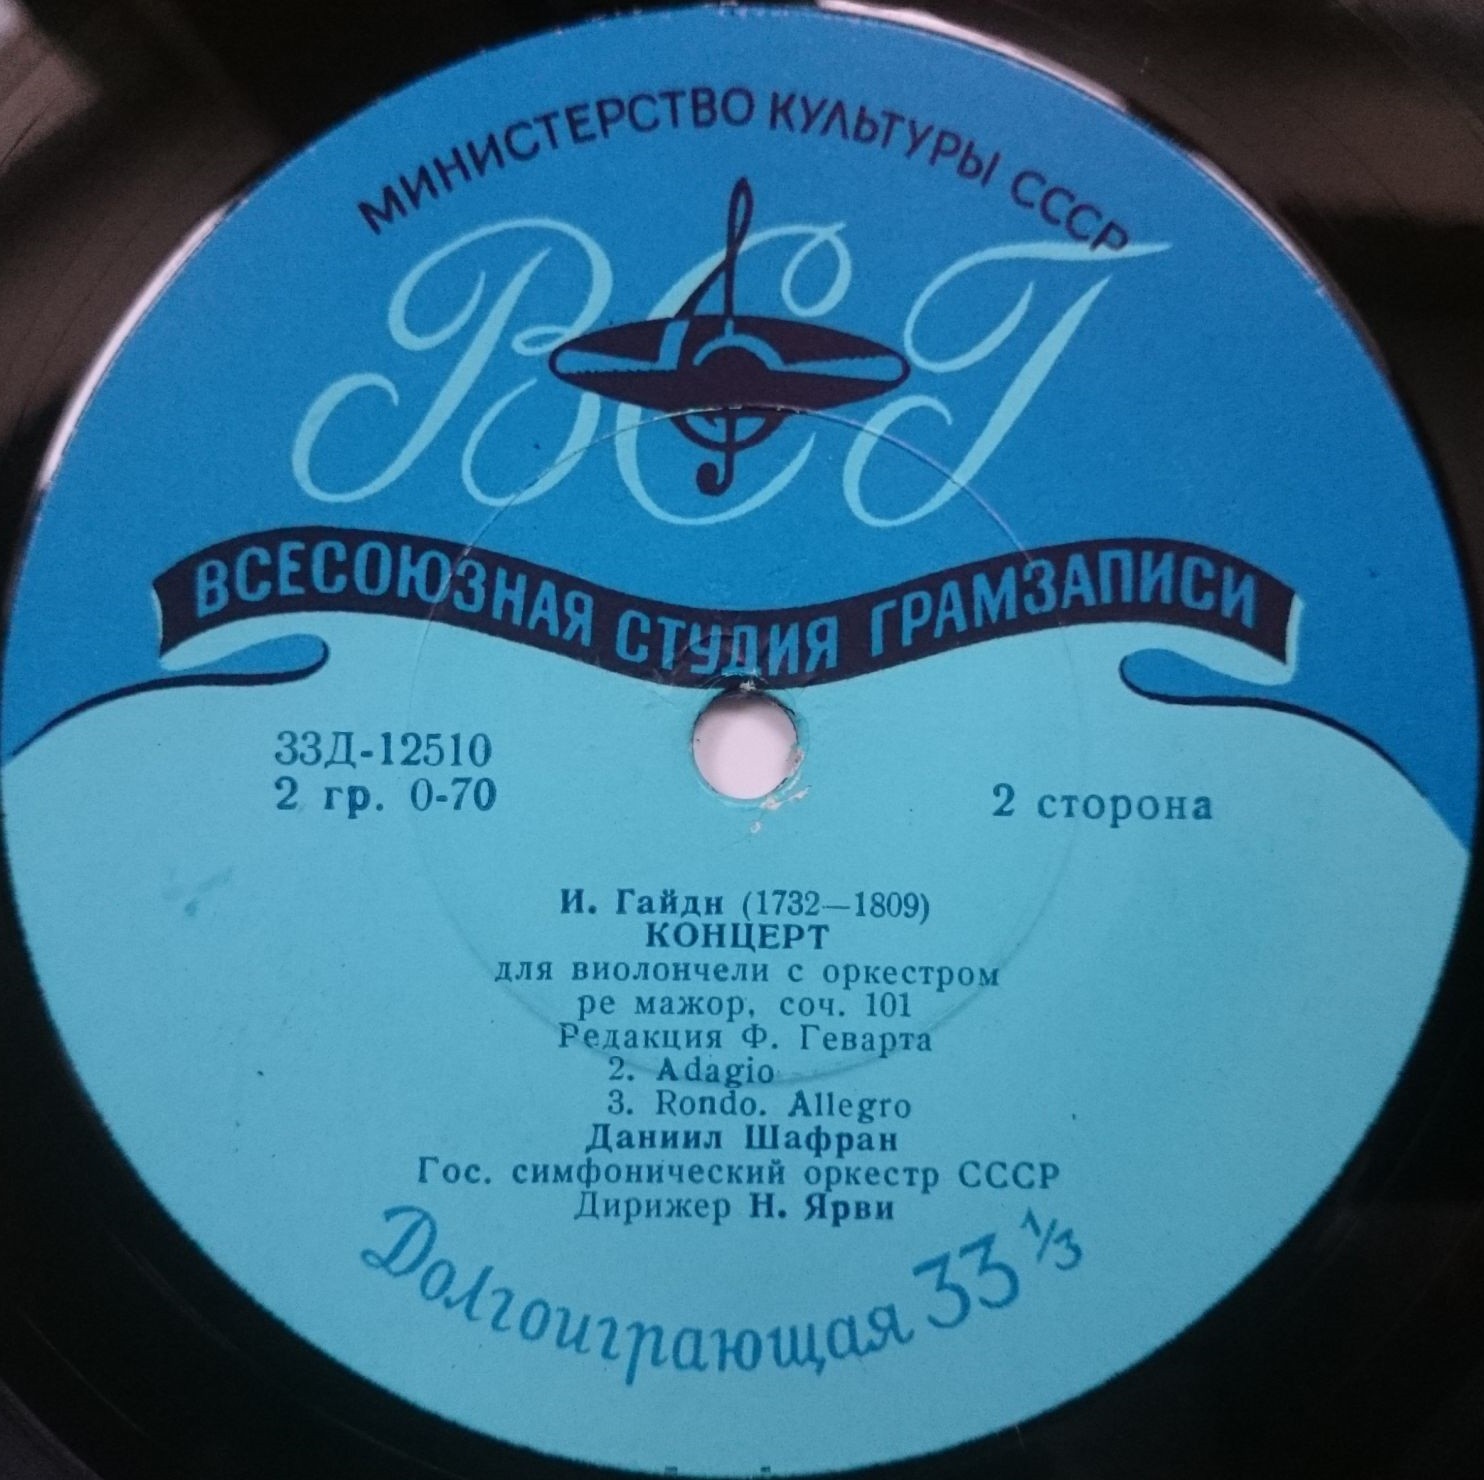 МИНИСТЕРСТВО КУЛЬТУРЫ СССР
ВСГ
ВСЕСОЮЗНАЯ СТУДИЯ ГРАМЗАПИСИ
33Д-12510
2 гр. 0-70
2 сторона
И. Гайдн (1732—1809)
КОНЦЕРТ
для виолончели с оркестром
ре мажор, соч. 101
Редакция Ф. Геварта
2. Adagio
3. Rondo. Allegro
Даниил Шафран
Гос. симфонический оркестр СССР
Дирижер Н. Ярви
Долгоиграющая 33 1/3